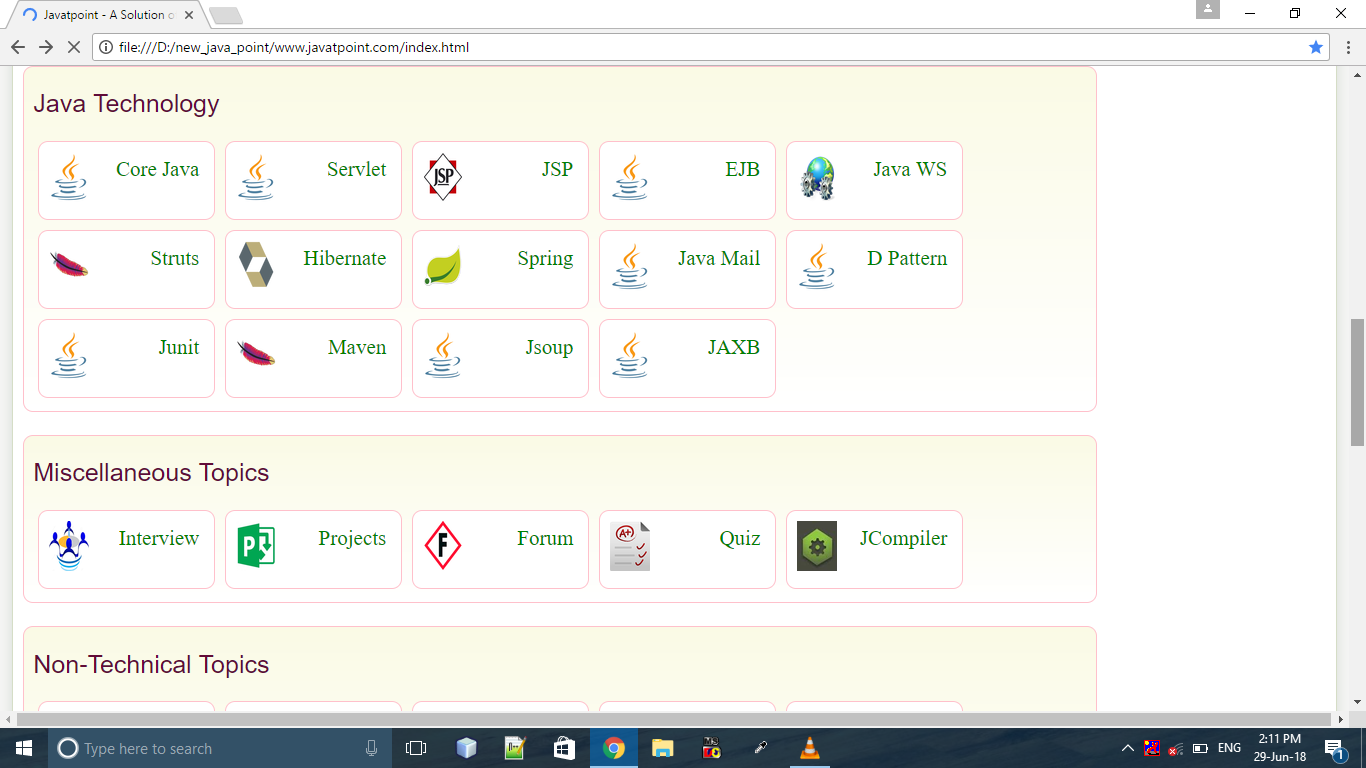 Javatpoint - A Solution o
file:///D:/new_java_point/www.javatpoint.com/index.html
Java Technology
Core Java
Servlet
JSP
JSP
EJB
Java WS
Struts
Hibernate
Spring
Java Mail
D Pattern
Junit
Maven
Jsoup
JAXB
Miscellaneous Topics
Interview
P
Projects
F
Forum
A+
Quiz
JCompiler
Non-Technical Topics
Type here to search
ENG
2:11 PM
29-Jun-18
1